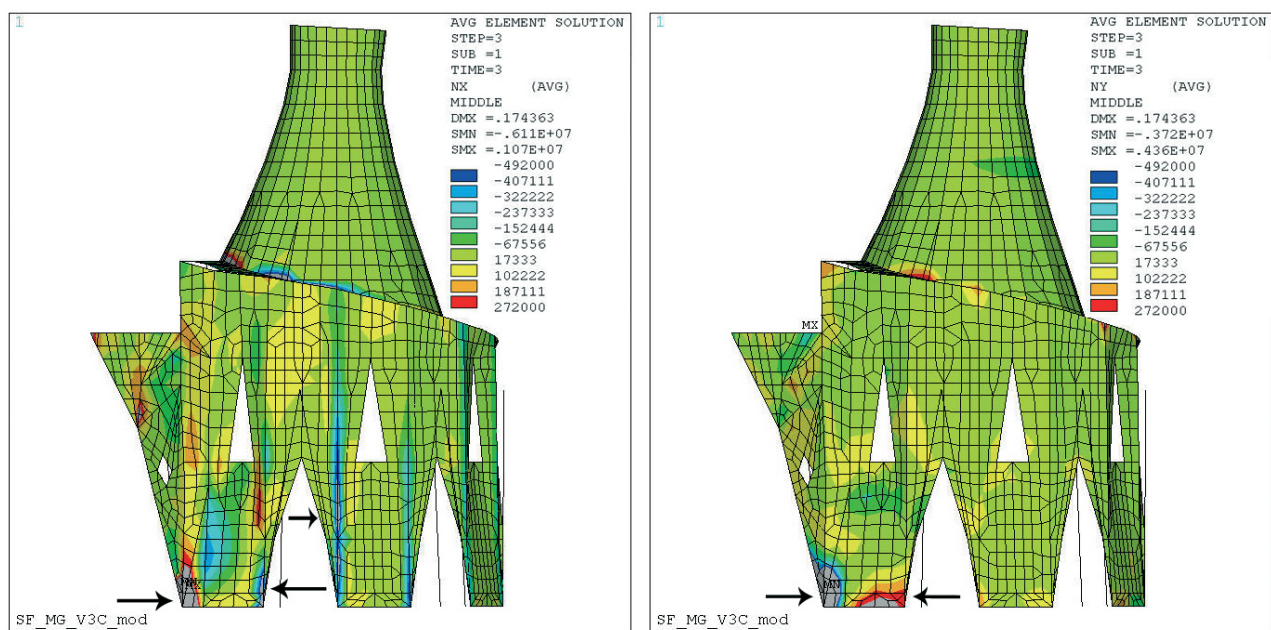 1
AVG ELEMENT SOLUTION
STEP=3
SUB =1
TIME=3
NX (AVG)
MIDDLE
DMX =.174363
SMN =-.611E+07
SMX =.107E+07
-492000
-407111
-322222
-237333
-152444
-67556
17333
102222
187111
272000
SF_MG_V3C_mod
1
AVG ELEMENT SOLUTION
STEP=3
SUB =1
TIME=3
NY (AVG)
MIDDLE
DMX =.174363
SMN =-.372E+07
SMX =.436E+07
-492000
-407111
-322222
-237333
-152444
-67556
17333
102222
187111
272000
MX
MN
SF_MG_V3C_mod